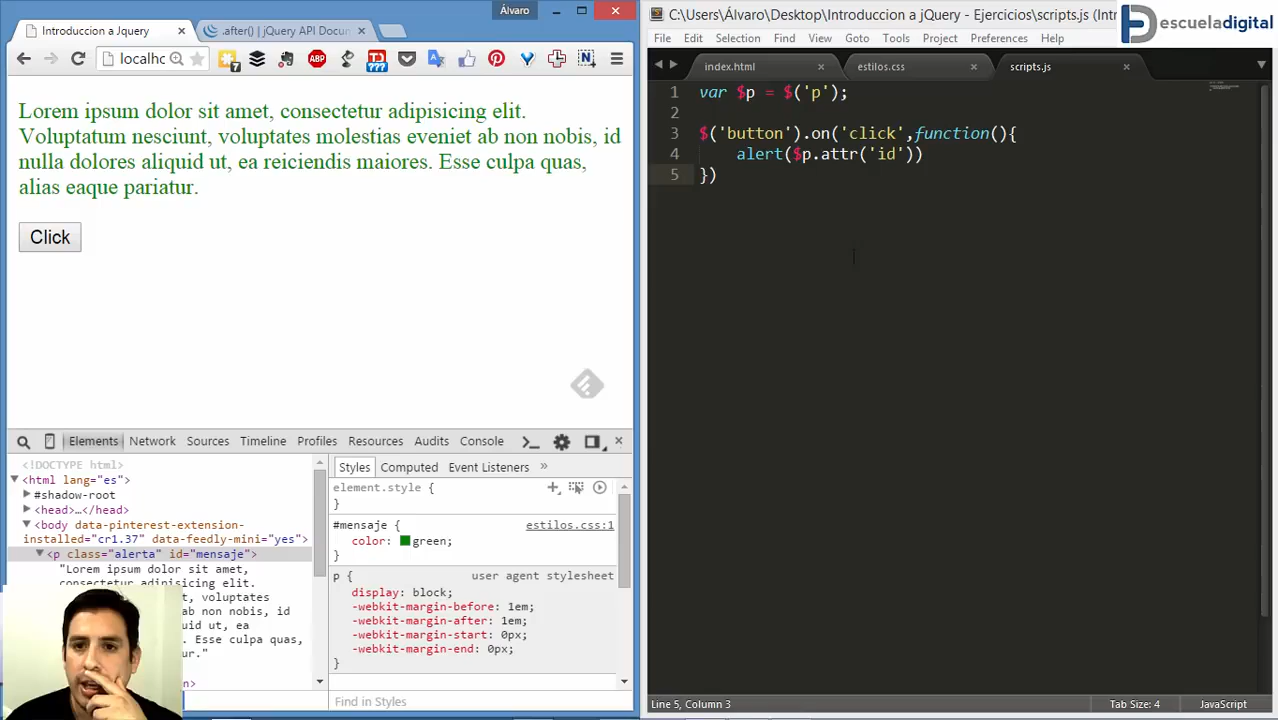 Álvaro
Introduccion a Jquery
.after() | jQuery API Docum
localhc
ABP
???
Lorem ipsum dolor sit amet, consectetur adipisicing elit.
Voluptatum nesciunt, voluptates molestias eveniet ab non nobis, id
nulla dolores aliquid ut, ea reiciendis maiores. Esse culpa quas,
alias eaque pariatur.
Click
Elements Network Sources Timeline Profiles Resources Audits Console
<!DOCTYPE html>
<html lang="es">
#shadow-root
<head>…</head>
<body data-pinterest-extension-
installed="cr1.37" data-feedly-mini="yes">
<p class="alerta" id="mensaje">
"Lorem ipsum dolor sit amet,
consectetur adipisicing elit.
, voluptates
ab non nobis, id
ut, ea
. Esse culpa quas,
ur."
n>
Styles Computed Event Listeners »
element.style {
}
#mensaje { estilos.css:1
color: green;
}
p { user agent stylesheet
display: block;
-webkit-margin-before: 1em;
-webkit-margin-after: 1em;
-webkit-margin-start: 0px;
-webkit-margin-end: 0px;
}
Find in Styles
C:\Users\Álvaro\Desktop\Introduccion a jQuery - Ejercicios\scripts.js (Intr
escueladigital
File Edit Selection Find View Goto Tools Project Preferences Help
index.html estilos.css scripts.js
1 var $p = $('p');
2
3 $('button').on('click',function(){
4 alert($p.attr('id'))
5 })
Line 5, Column 3 Tab Size: 4 JavaScript